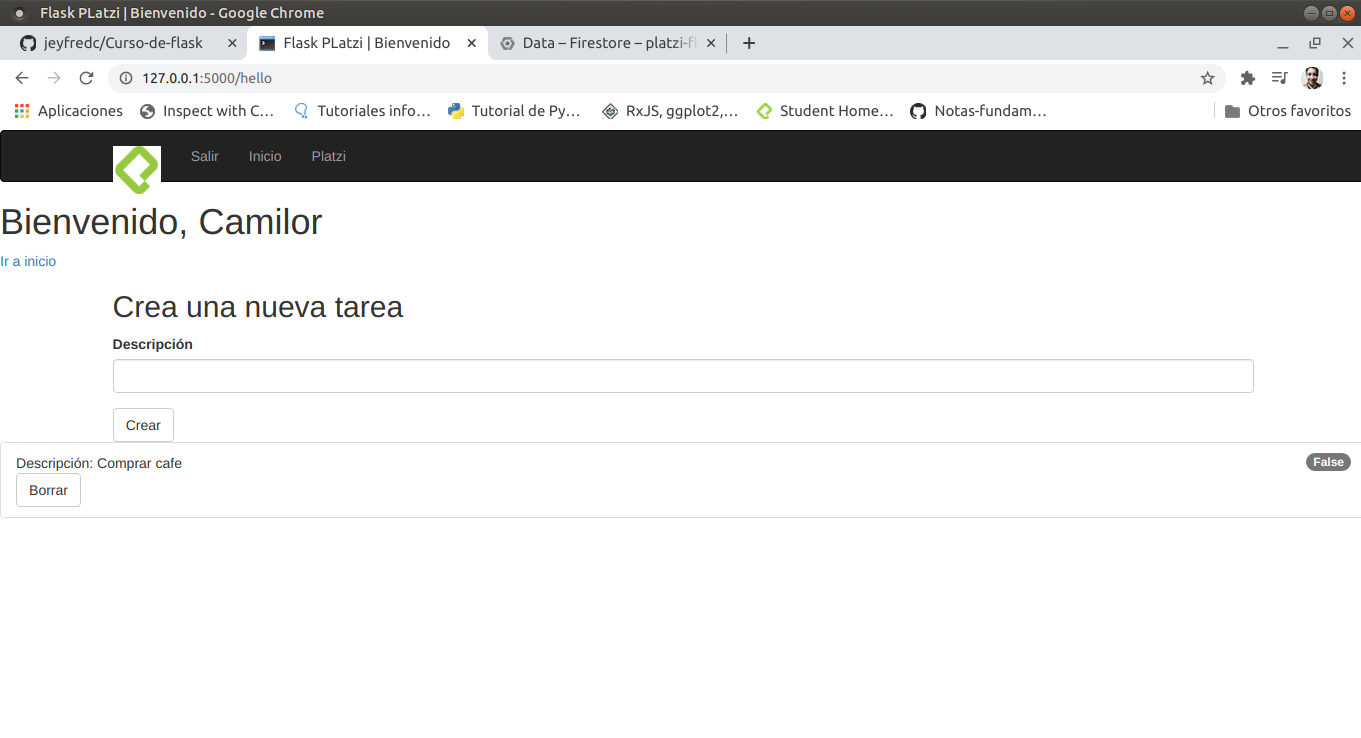 Flask PLatzi | Bienvenido - Google Chrome
jeyfredc/Curso-de-flask
Flask PLatzi | Bienvenido
Data – Firestore – platzi-fl
127.0.0.1:5000/hello
Aplicaciones
Inspect with C…
Tutoriales info…
Tutorial de Py…
RxJS, ggplot2,…
Student Home…
Notas-fundam…
Otros favoritos
Salir
Inicio
Platzi
Bienvenido, Camilor
Ir a inicio
Crea una nueva tarea
Descripción
Crear
Descripción: Comprar cafe
False
Borrar